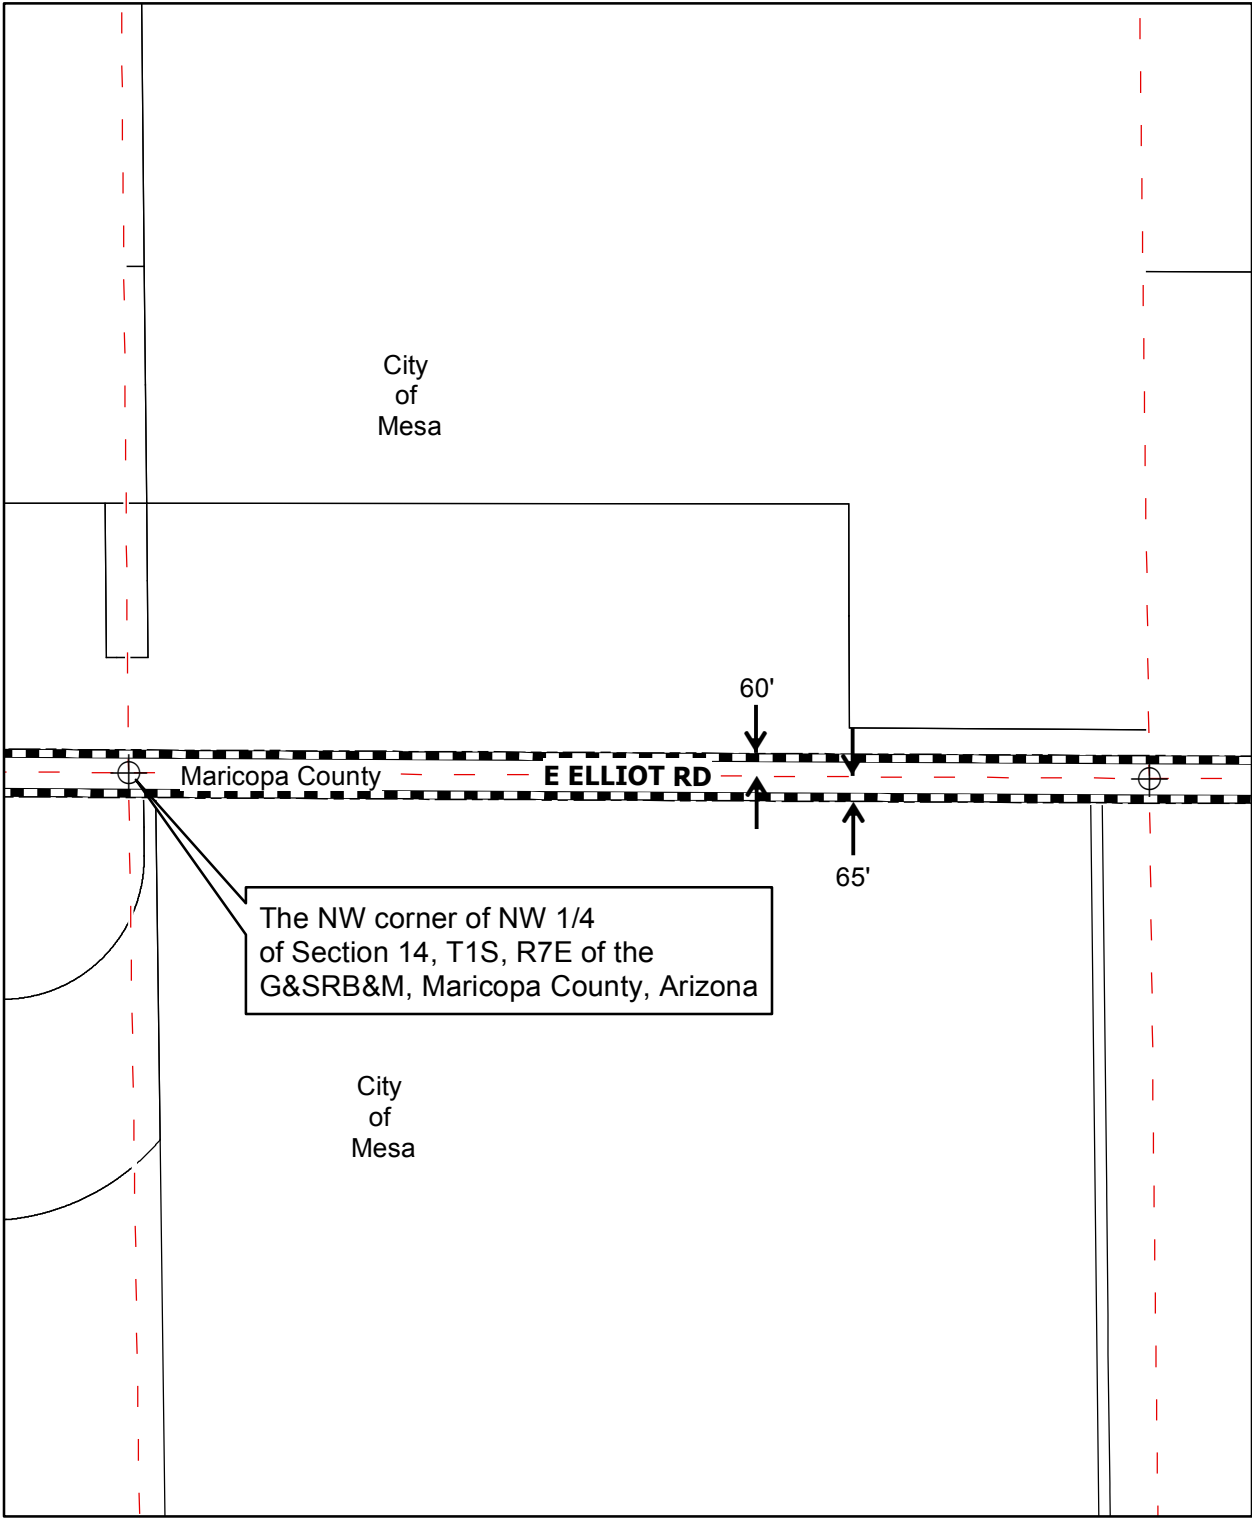 City
of
Mesa
60'
Maricopa County
E ELLIOT RD
65'
The NW corner of NW 1/4
of Section 14, T1S, R7E of the
G&SRB&M, Maricopa County, Arizona
City
of
Mesa